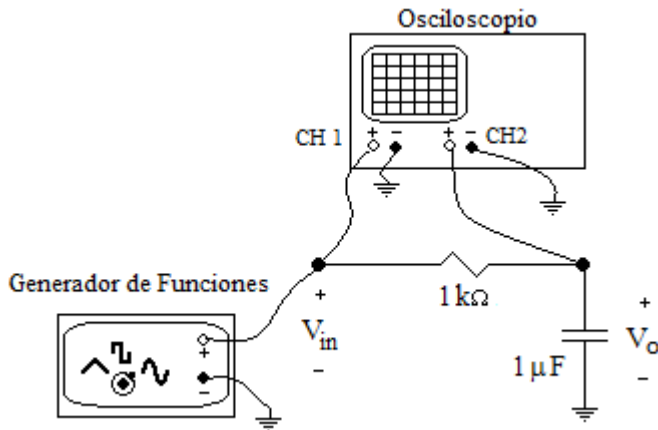 Osciloscopio
CH 1 + − + − CH2
Generador de Funciones
+
−
+
V_in
−
1 kΩ
1 μF
+
V_o
−